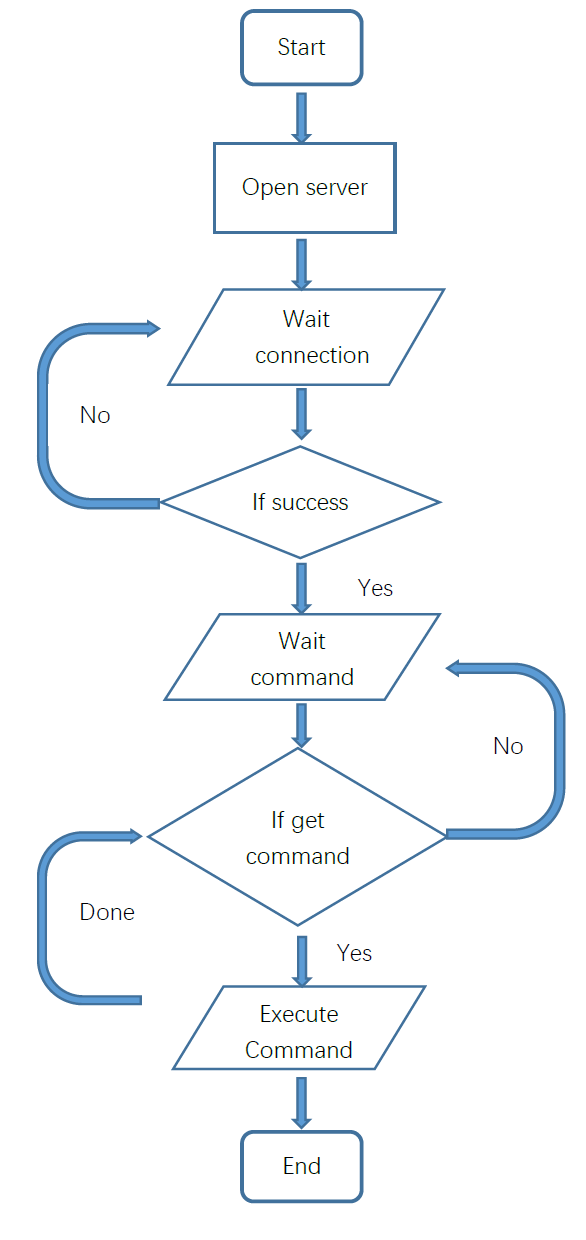 Start
Open server
Wait
connection
No
If success
Yes
Wait
command
No
If get
command
Done
Yes
Execute
Command
End